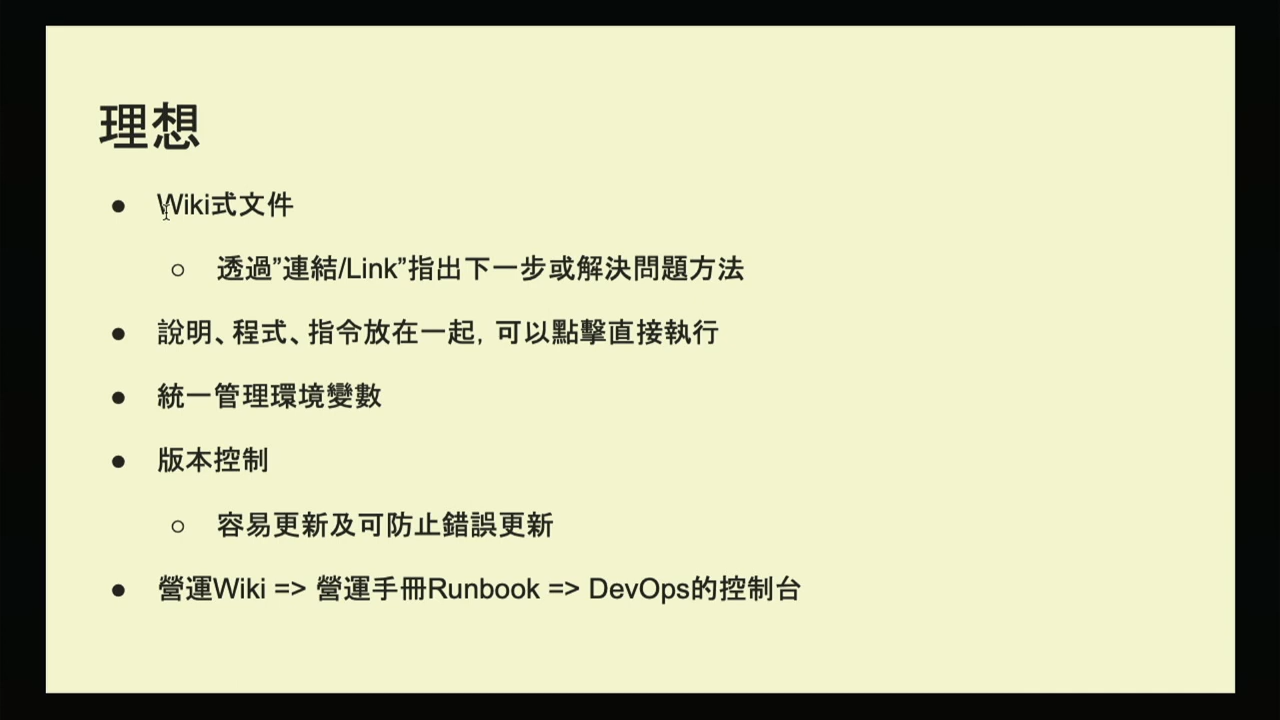 理想
● Wiki式文件
○ 透過”連結/Link”指出下一步或解決問題方法
● 說明、程式、指令放在一起, 可以點擊直接執行
● 統一管理環境變數
● 版本控制
○ 容易更新及可防止錯誤更新
● 營運Wiki => 營運手冊Runbook => DevOps的控制台